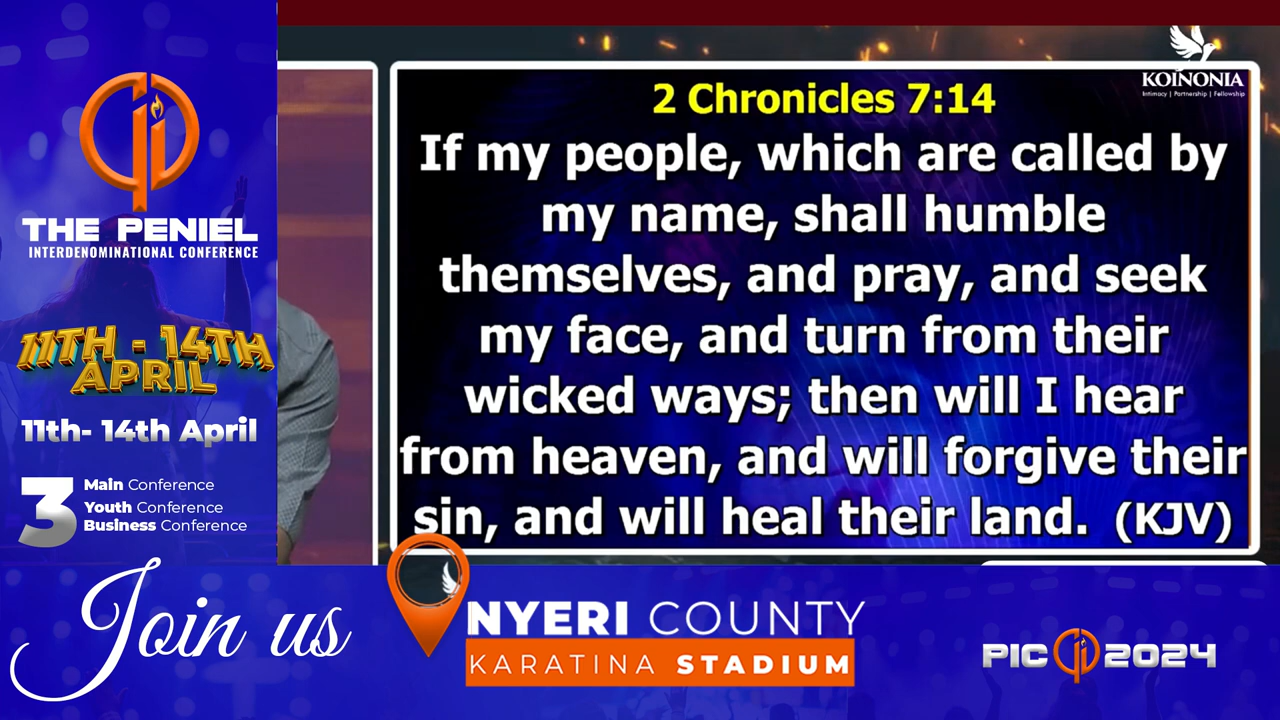 THE PENIEL
INTERDENOMINATIONAL CONFERENCE
11TH - 14TH
APRIL
11th- 14th April
3
Main Conference
Youth Conference
Business Conference
KOINONIA
Intimacy | Partnership | Fellowship
2 Chronicles 7:14
If my people, which are called by
my name, shall humble
themselves, and pray, and seek
my face, and turn from their
wicked ways; then will I hear
from heaven, and will forgive their
sin, and will heal their land. (KJV)
Join us
NYERI COUNTY
KARATINA STADIUM
PIC 2024